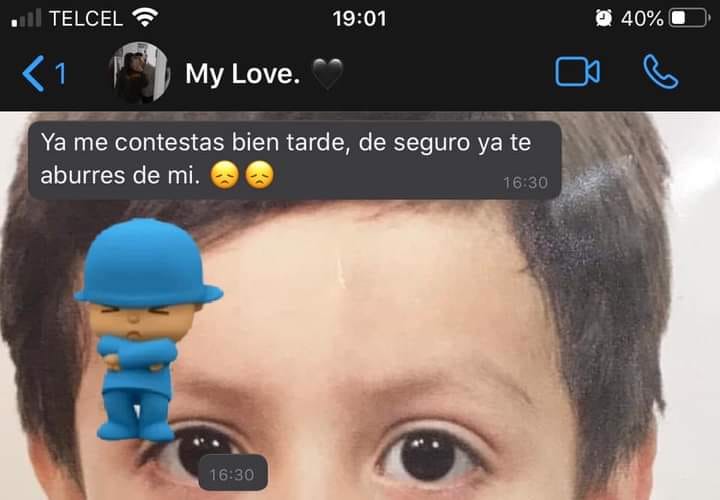 TELCEL
19:01
40%
1
My Love. 🖤
Ya me contestas bien tarde, de seguro ya te
aburres de mi. 😞😞
16:30
16:30